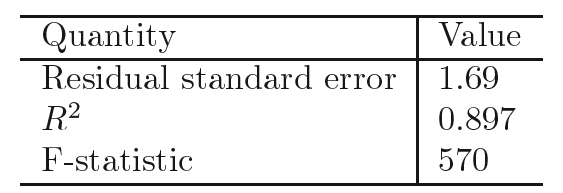 Quantity Value
Residual standard error 1.69
R² 0.897
F-statistic 570